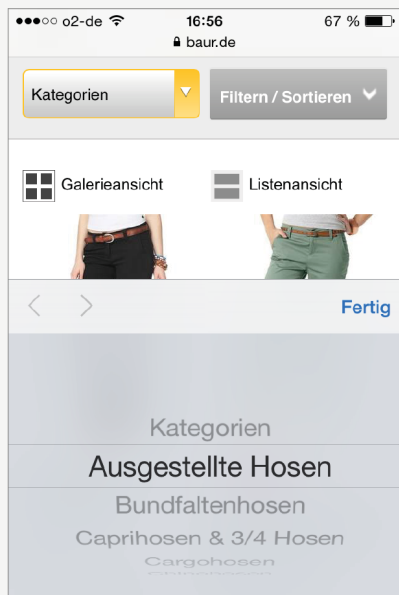 o2-de 16:56 67 %
baur.de
Kategorien Filtern / Sortieren
Galerieansicht Listenansicht
Fertig
Kategorien
Ausgestellte Hosen
Bundfaltenhosen
Caprihosen & 3/4 Hosen
Cargohosen